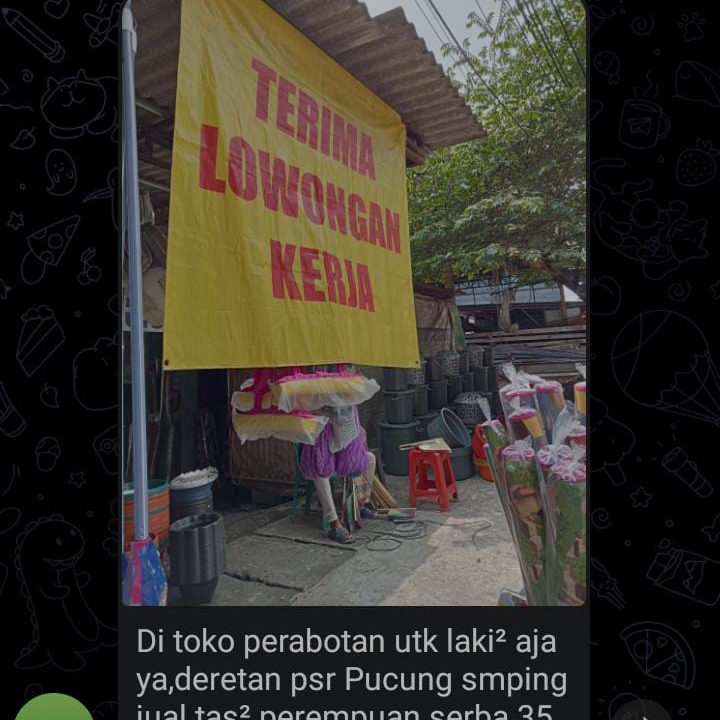 TERIMA
LOWONGAN
KERJA
Di toko perabotan utk laki² aja
ya,deretan psr Pucung smping
jual tas² perempuan serba 35